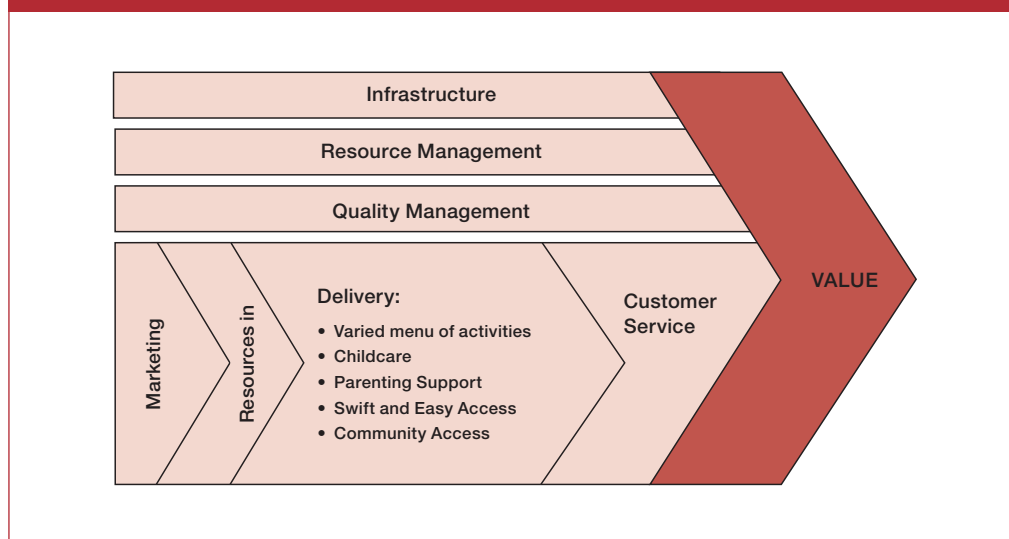 Infrastructure
Resource Management
Quality Management
Marketing
Resources in
Delivery:
• Varied menu of activities
• Childcare
• Parenting Support
• Swift and Easy Access
• Community Access
Customer
Service
VALUE